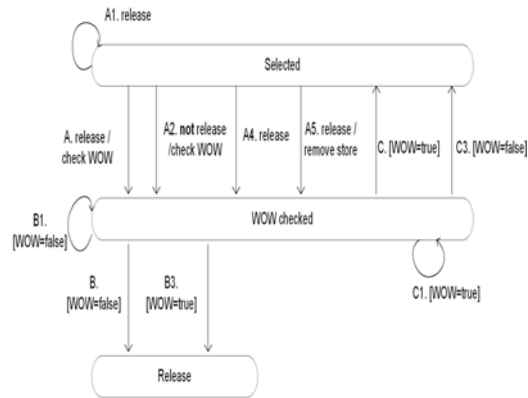 A1. release
Selected
A. release /
check WOW
A2. not release
/check WOW
A4. release
A5. release /
remove store
C. [WOW=true]
C3. [WOW=false]
B1.
[WOW=false]
WOW checked
B.
[WOW=false]
B3.
[WOW=true]
C1. [WOW=true]
Release